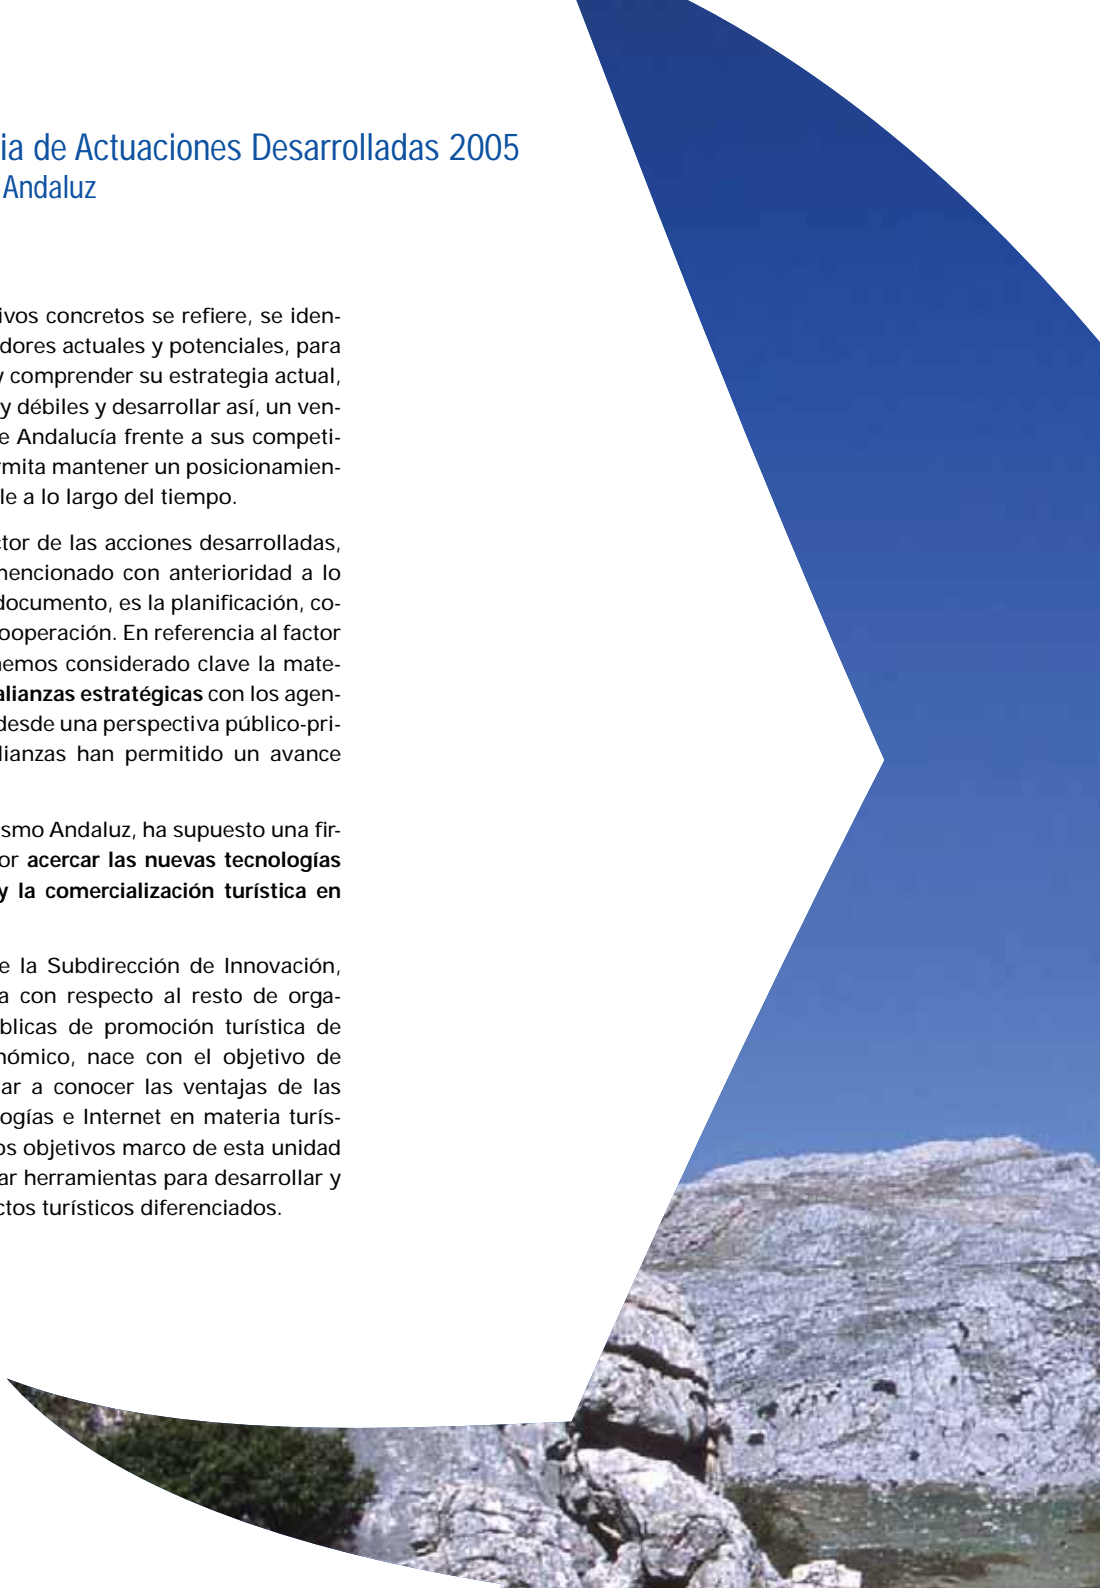 ia de Actuaciones Desarrolladas 2005
Andaluz
ivos concretos se refiere, se iden-
dores actuales y potenciales, para
y comprender su estrategia actual,
y débiles y desarrollar así, un ven-
e Andalucía frente a sus competi-
rmita mantener un posicionamien-
le a lo largo del tiempo.
ctor de las acciones desarrolladas,
mencionado con anterioridad a lo
documento, es la planificación, co-
ooperación. En referencia al factor
hemos considerado clave la mate-
alianzas estratégicas con los agen-
desde una perspectiva público-pri-
lianzas han permitido un avance
ismo Andaluz, ha supuesto una fir-
or acercar las nuevas tecnologías
y la comercialización turística en
e la Subdirección de Innovación,
a con respecto al resto de orga-
blicas de promoción turística de
nómico, nace con el objetivo de
ar a conocer las ventajas de las
logías e Internet en materia turís-
os objetivos marco de esta unidad
ar herramientas para desarrollar y
ctos turísticos diferenciados.